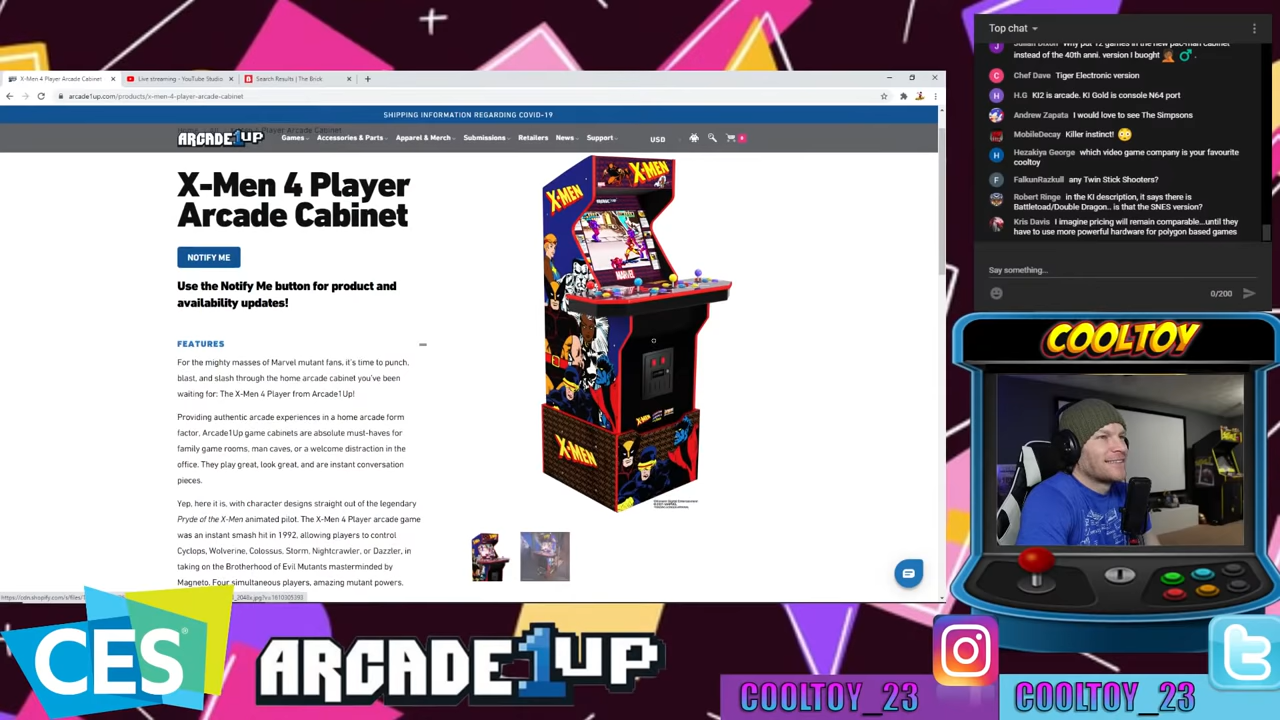 X-Men 4 Player Arcade Cabinet
Live streaming - YouTube Studio
Search Results | The Brick
arcade1up.com/products/x-men-4-player-arcade-cabinet
SHIPPING INFORMATION REGARDING COVID-19
ARCADE1UP
Games
Accessories & Parts
Apparel & Merch
Submissions
Retailers
News
Support
USD
X-Men 4 Player
Arcade Cabinet
NOTIFY ME
Use the Notify Me button for product and
availability updates!
FEATURES
For the mighty masses of Marvel mutant fans, it's time to punch,
blast, and slash through the home arcade cabinet you've been
waiting for: The X-Men 4 Player from Arcade1Up!
Providing authentic arcade experiences in a home arcade form
factor, Arcade1Up game cabinets are absolute must-haves for
family game rooms, man caves, or a welcome distraction in the
office. They play great, look great, and are instant conversation
pieces.
Yep, here it is, with character designs straight out of the legendary
Pryde of the X-Men animated pilot. The X-Men 4 Player arcade game
was an instant smash hit in 1992, allowing players to control
Cyclops, Wolverine, Colossus, Storm, Nightcrawler, or Dazzler, in
taking on the Brotherhood of Evil Mutants masterminded by
Magneto. Four simultaneous players, amazing mutant powers,
X-MEN
X-MEN
MARVEL
X-MEN
Top chat
instead of the 40th anni. version I buoght
Chef Dave Tiger Electronic version
H.G KI2 is arcade. KI Gold is console N64 port
Andrew Zapata I would love to see The Simpsons
MobileDecay Killer instinct!
Hezakiya George which video game company is your favourite
cooltoy
FalkunRazkull any Twin Stick Shooters?
Robert Ringe in the KI description, it says there is
Battletoad/Double Dragon.. is that the SNES version?
Kris Davis I imagine pricing will remain comparable...until they
have to use more powerful hardware for polygon based games
Say something...
0/200
COOLTOY
CES®
ARCADE1UP
COOLTOY_23
COOLTOY_23